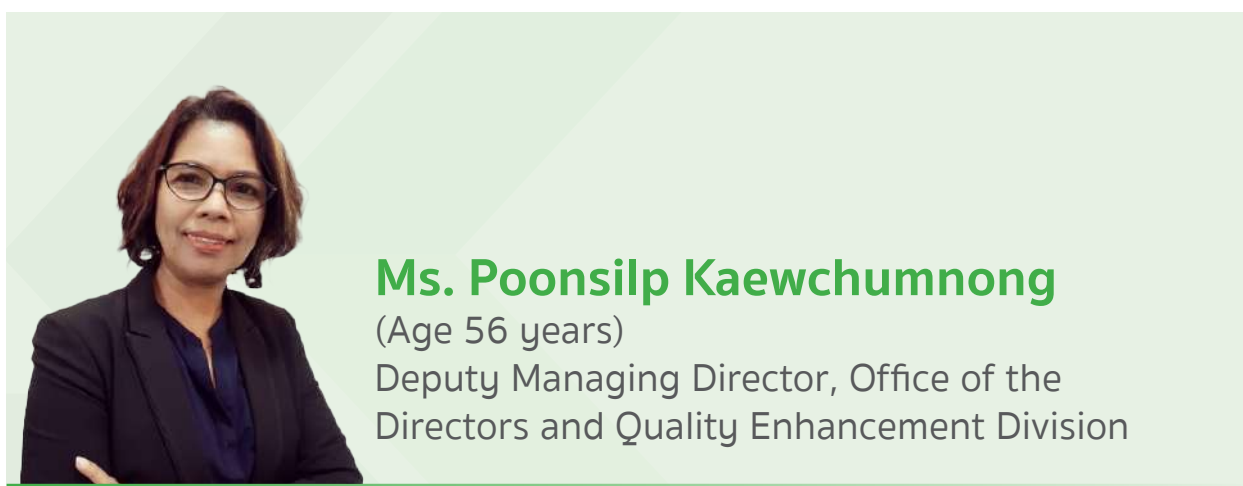 Ms. Poonsilp Kaewchumnong
(Age 56 years)
Deputy Managing Director, Office of the
Directors and Quality Enhancement Division